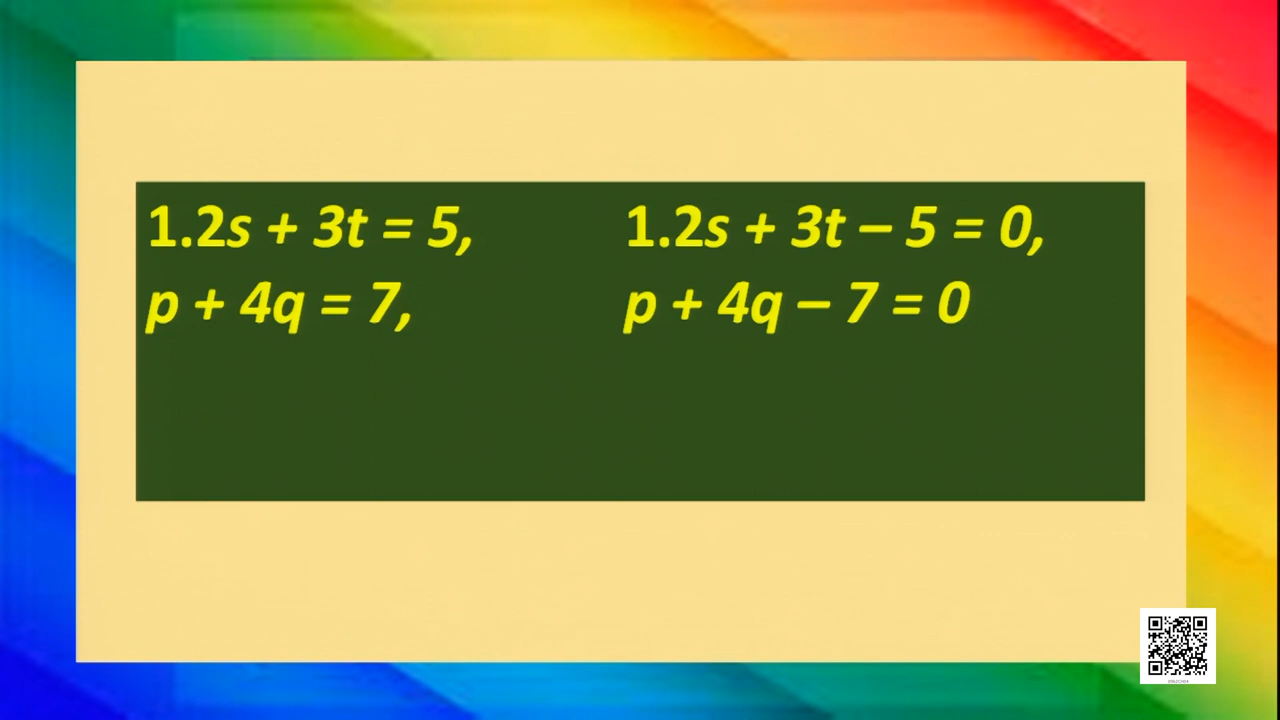 1.2s + 3t = 5, 1.2s + 3t – 5 = 0,
p + 4q = 7, p + 4q – 7 = 0